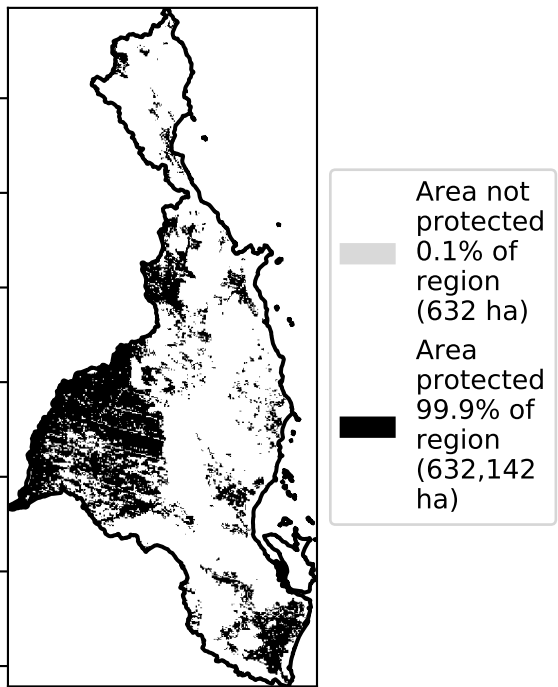 Area not
protected
0.1% of
region
(632 ha)
Area
protected
99.9% of
region
(632,142
ha)